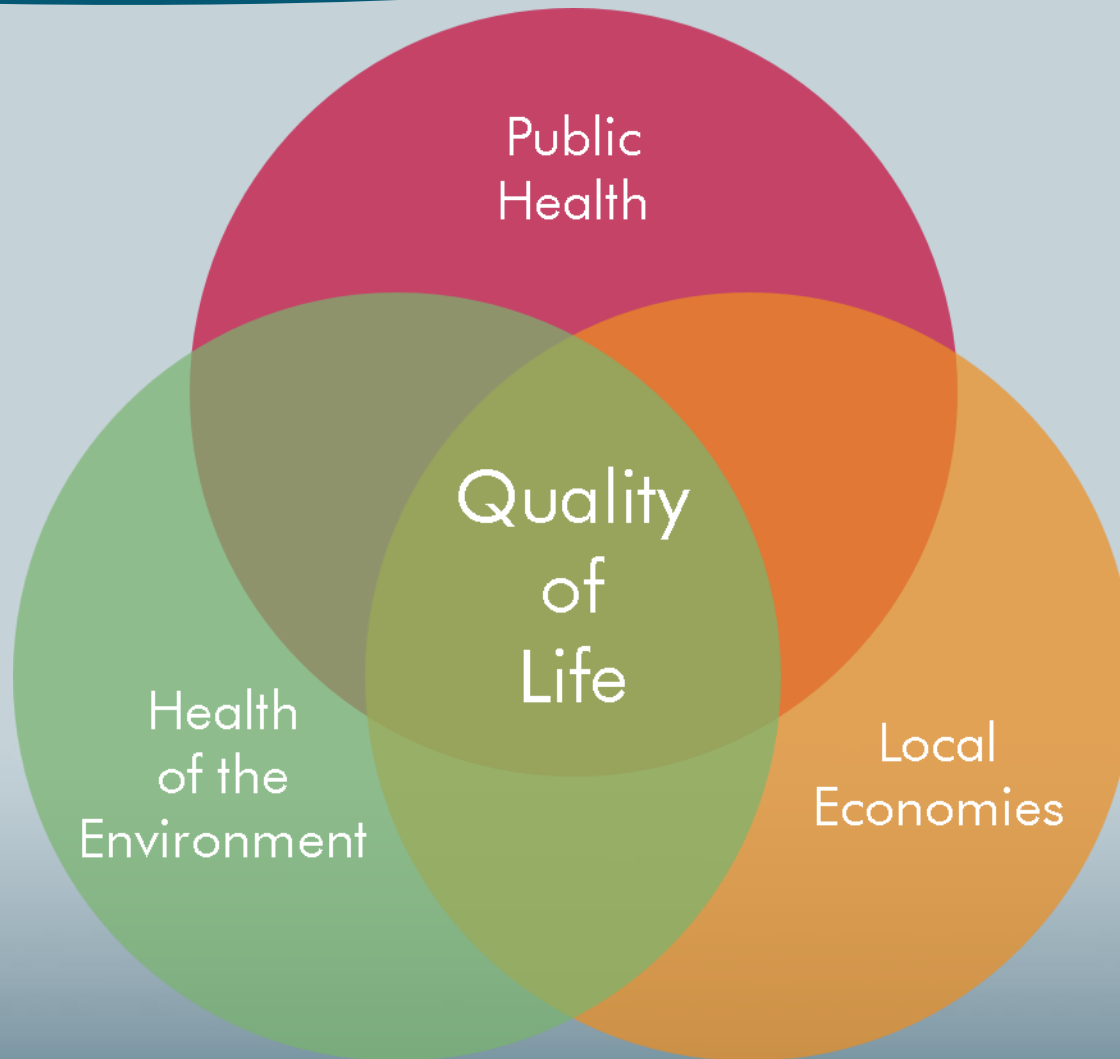 Public
Health
Quality
of
Life
Health
of the
Environment
Local
Economies